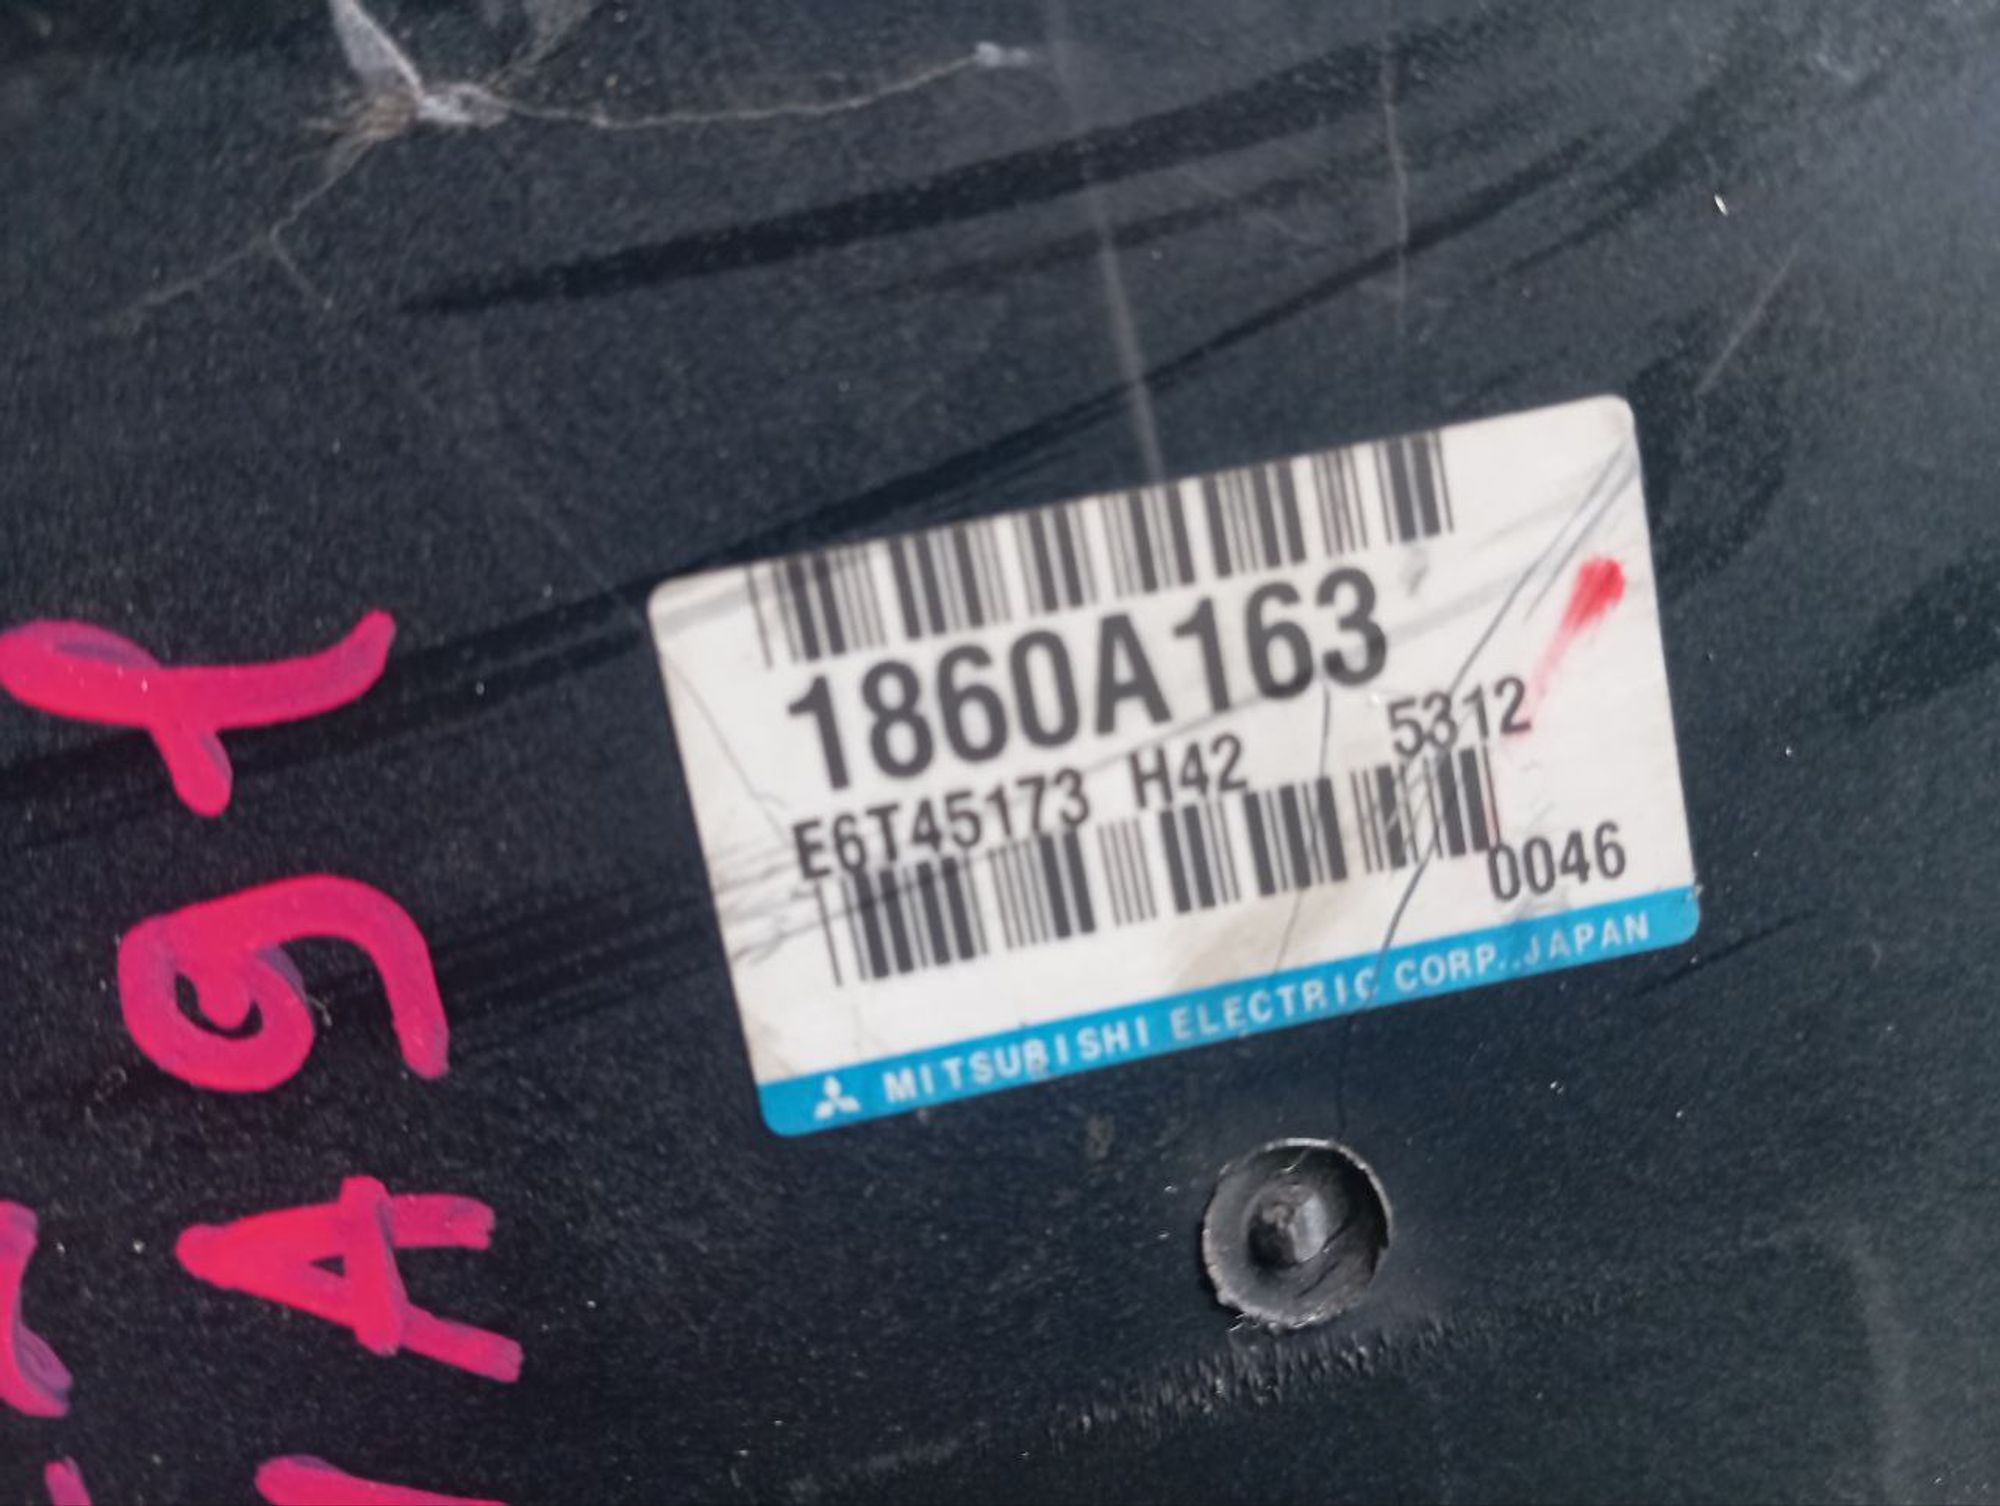 1860A163
E6T45173 H42 5312
0046
MITSUBISHI ELECTRIC CORP. JAPAN